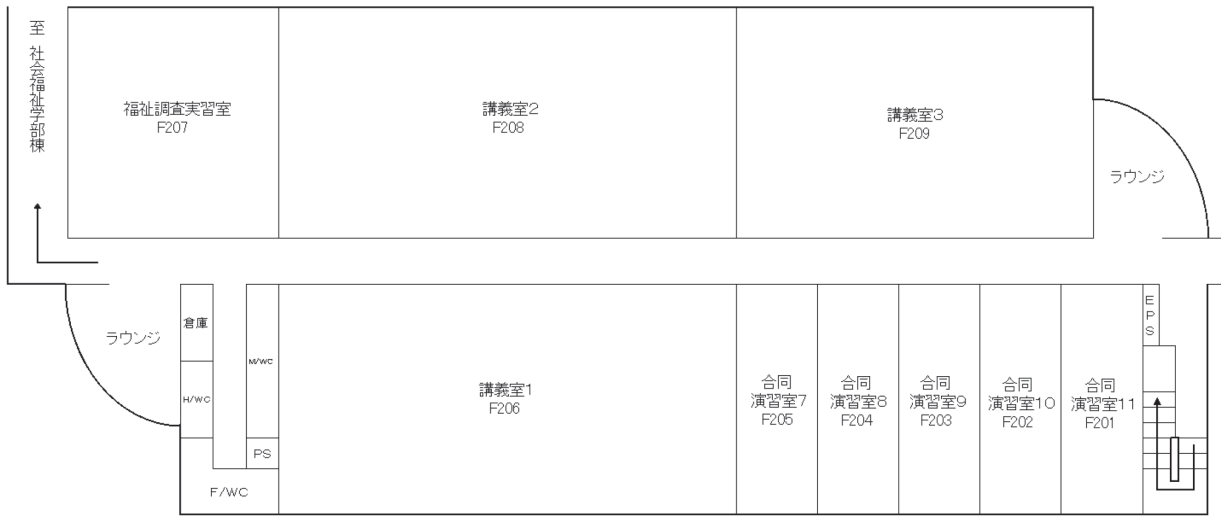 至 社会福祉学部棟
福祉調査実習室
F207
講義室2
F208
講義室3
F209
ラウンジ
ラウンジ
倉庫
H/WC
M/WC
PS
F/WC
講義室1
F206
合同
演習室7
F205
合同
演習室8
F204
合同
演習室9
F203
合同
演習室10
F202
合同
演習室11
F201
EPS